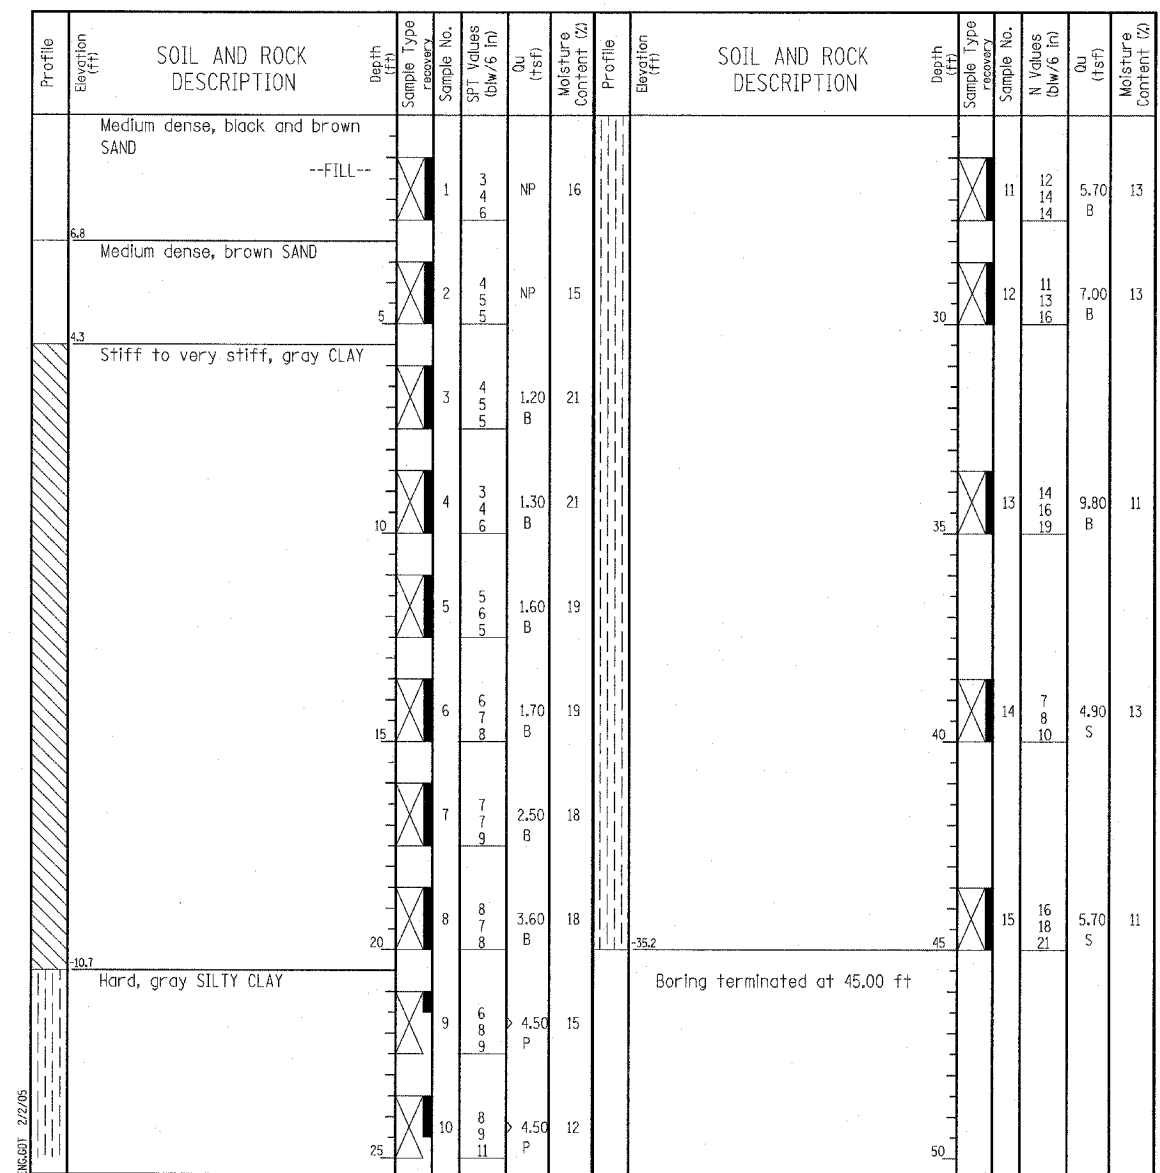 Profile
Elevation
(ft)
SOIL AND ROCK
DESCRIPTION
Depth
(ft)
Sample Type
recovery
Sample No.
SPT Values
(blw/6 in)
Qu
(tsf)
Moisture
Content (%)
Medium dense, black and brown
SAND
--FILL--
1
3
4
6
NP
16
6.8
Medium dense, brown SAND
2
4
5
5
NP
15
5
4.3
Stiff to very stiff, gray CLAY
3
4
5
5
1.20
B
21
4
3
4
6
1.30
B
21
10
5
5
6
5
1.60
B
19
6
6
7
8
1.70
B
19
15
7
7
7
9
2.50
B
18
8
8
7
8
3.60
B
18
20
-10.7
Hard, gray SILTY CLAY
9
6
8
9
> 4.50
P
15
10
8
9
11
> 4.50
P
12
25
Profile
Elevation
(ft)
SOIL AND ROCK
DESCRIPTION
Depth
(ft)
Sample Type
recovery
Sample No.
N Values
(blw/6 in)
Qu
(tsf)
Moisture
Content (%)
11
12
14
14
5.70
B
13
12
11
13
16
7.00
B
13
30
13
14
16
19
9.80
B
11
35
14
7
8
10
4.90
S
13
40
15
16
18
21
5.70
S
11
45
-35.2
Boring terminated at 45.00 ft
50
ENG.GDT 2/2/05